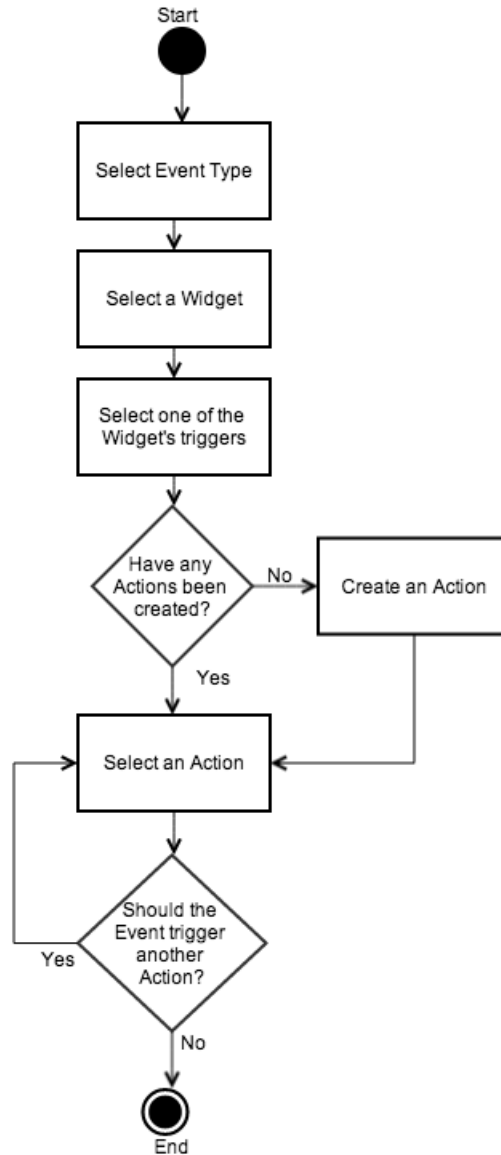 Start
Select Event Type
Select a Widget
Select one of the
Widget's triggers
Have any
Actions been
created?
No
Create an Action
Yes
Select an Action
Should the
Event trigger
another
Action?
Yes
No
End